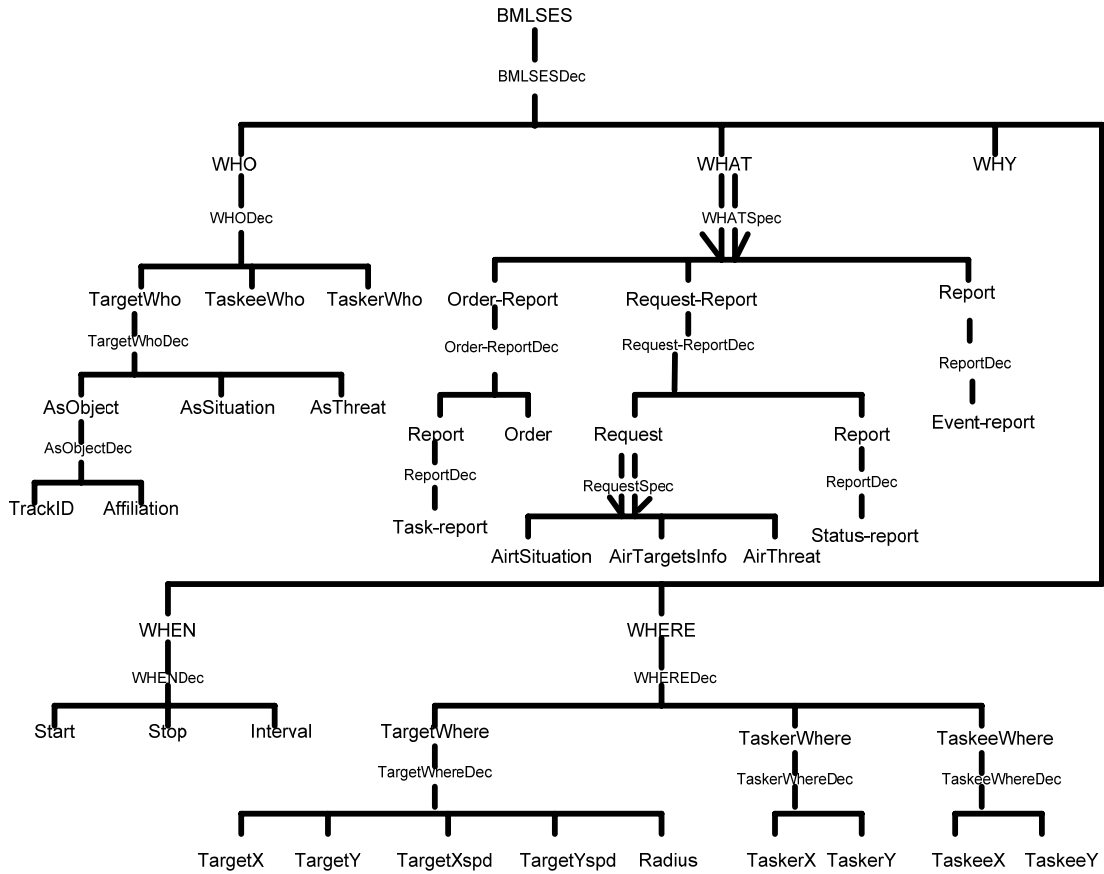 BMLSES
BMLSESDec
WHO WHAT WHY
WHODec WHATSpec
TargetWho TaskeeWho TaskerWho Order-Report Request-Report Report
TargetWhoDec Order-ReportDec Request-ReportDec ReportDec
AsObject AsSituation AsThreat Report Order Request Report Event-report
AsObjectDec ReportDec RequestSpec ReportDec
TrackID Affiliation Task-report Status-report
AirtSituation AirTargetsInfo AirThreat
WHEN WHERE
WHENDec WHEREDec
Start Stop Interval TargetWhere TaskerWhere TaskeeWhere
TargetWhereDec TaskerWhereDec TaskeeWhereDec
TargetX TargetY TargetXspd TargetYspd Radius TaskerX TaskerY TaskeeX TaskeeY